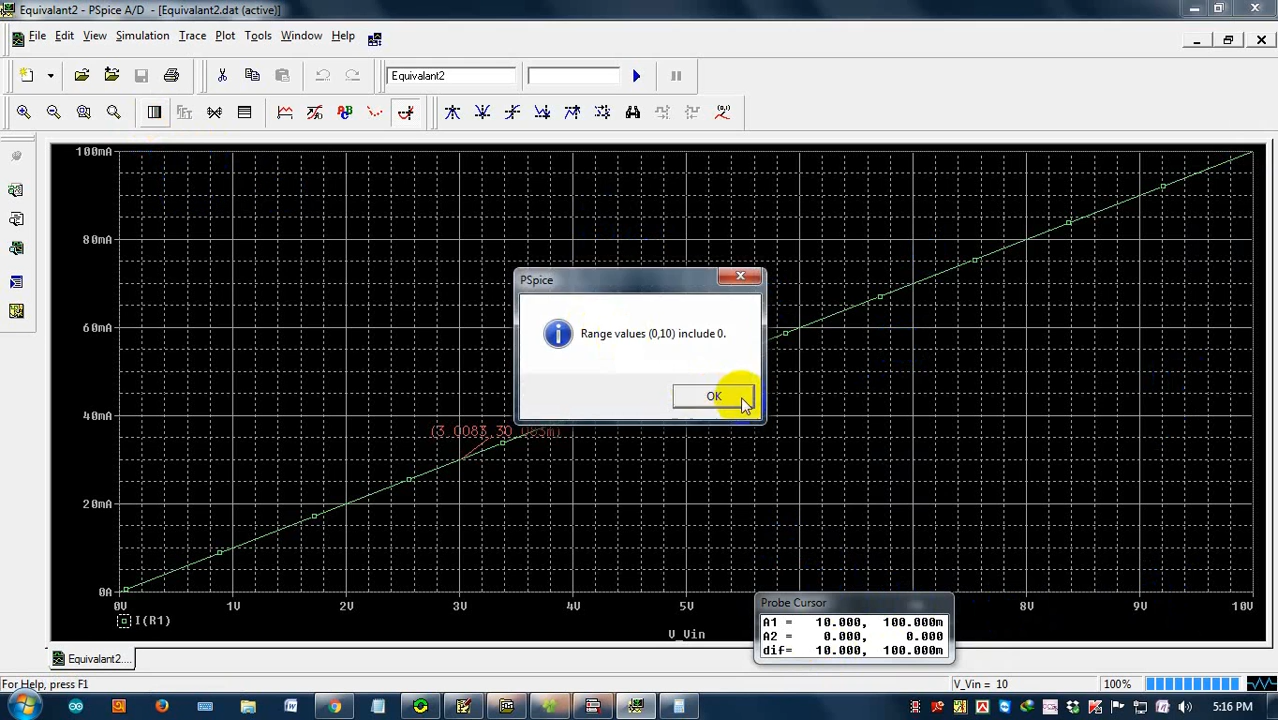 Equivalant2 - PSpice A/D - [Equivalant2.dat (active)]
File Edit View Simulation Trace Plot Tools Window Help
Equivalant2
100mA
80mA
60mA
40mA
20mA
0A
PSpice
Range values (0,10) include 0.
OK
(3.0083,30
0V 1V 2V 3V 4V 5V 8V 9V 10V
I(R1)
V_Vin
Probe Cursor
A1 = 10.000, 100.000m
A2 = 0.000, 0.000
dif= 10.000, 100.000m
Equivalant2....
For Help, press F1
V_Vin = 10
100%
5:16 PM